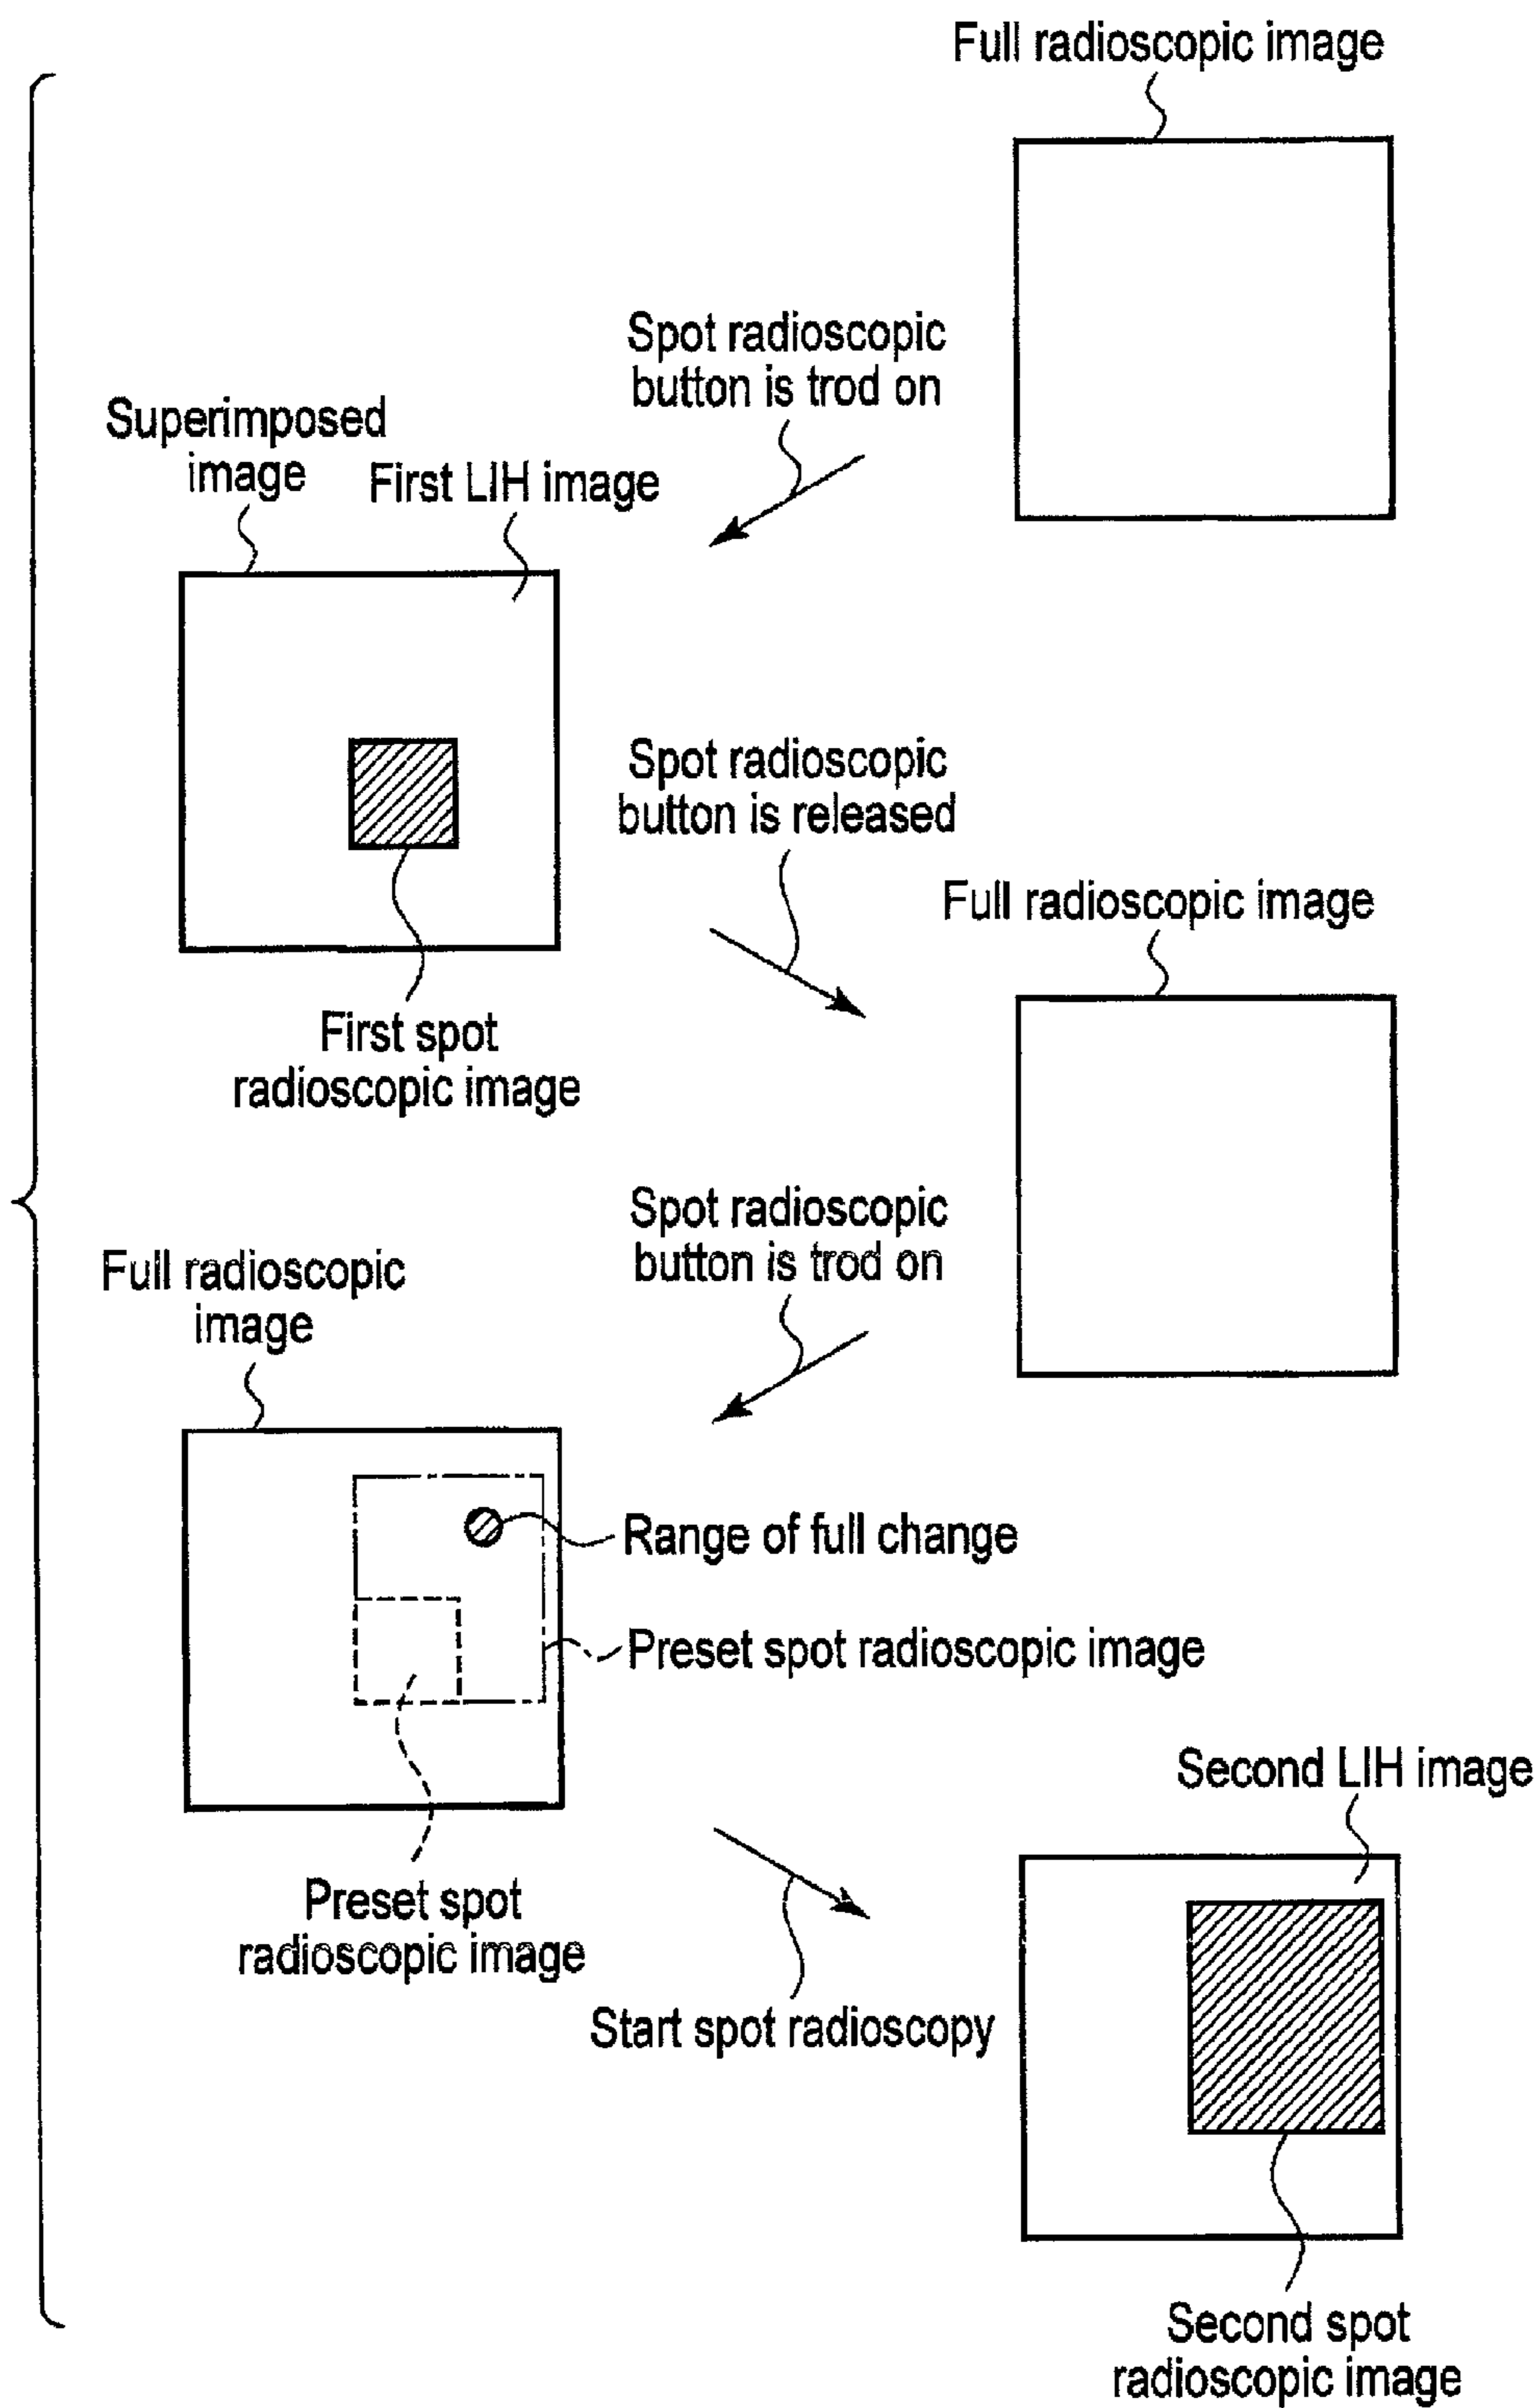 Full radioscopic image
Spot radioscopic
button is trod on
Superimposed
image
First LIH image
Spot radioscopic
button is released
Full radioscopic image
First spot
radioscopic image
Spot radioscopic
button is trod on
Full radioscopic
image
Range of full change
Preset spot radioscopic image
Second LIH image
Preset spot
radioscopic image
Start spot radioscopy
Second spot
radioscopic image